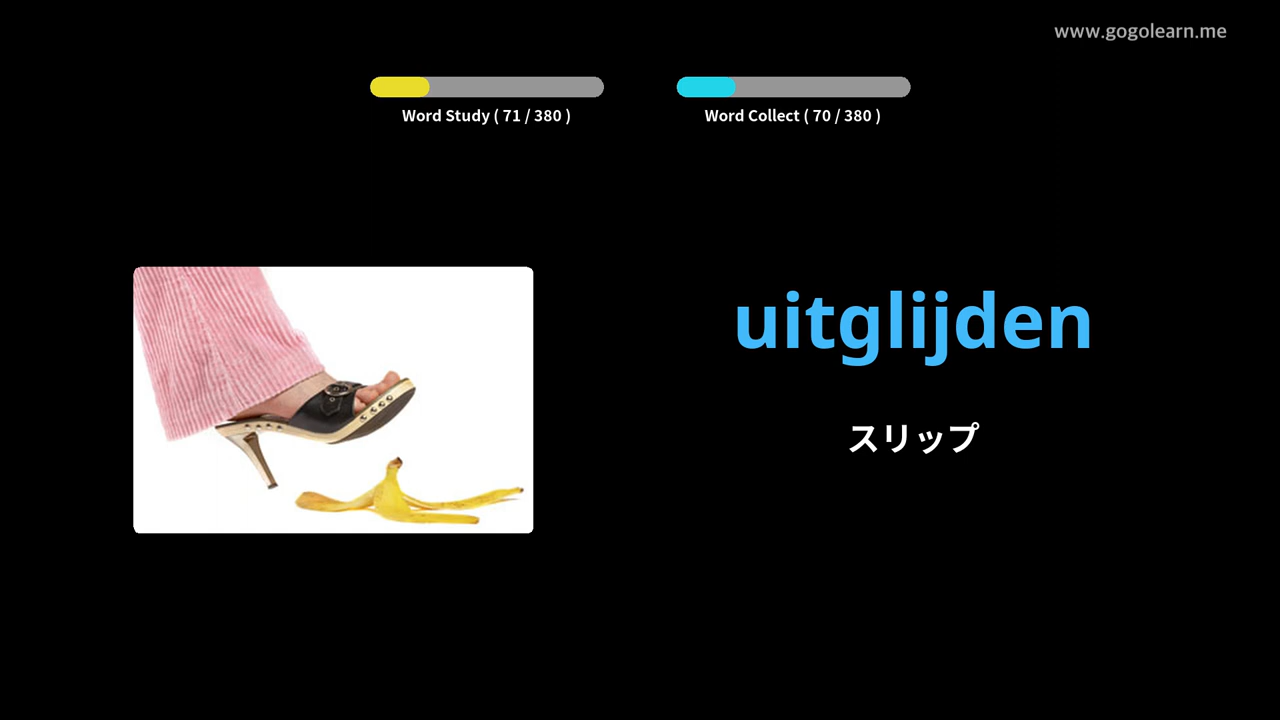 www.gogolearn.me
Word Study ( 71 / 380 )
Word Collect ( 70 / 380 )
uitglijden
スリップ